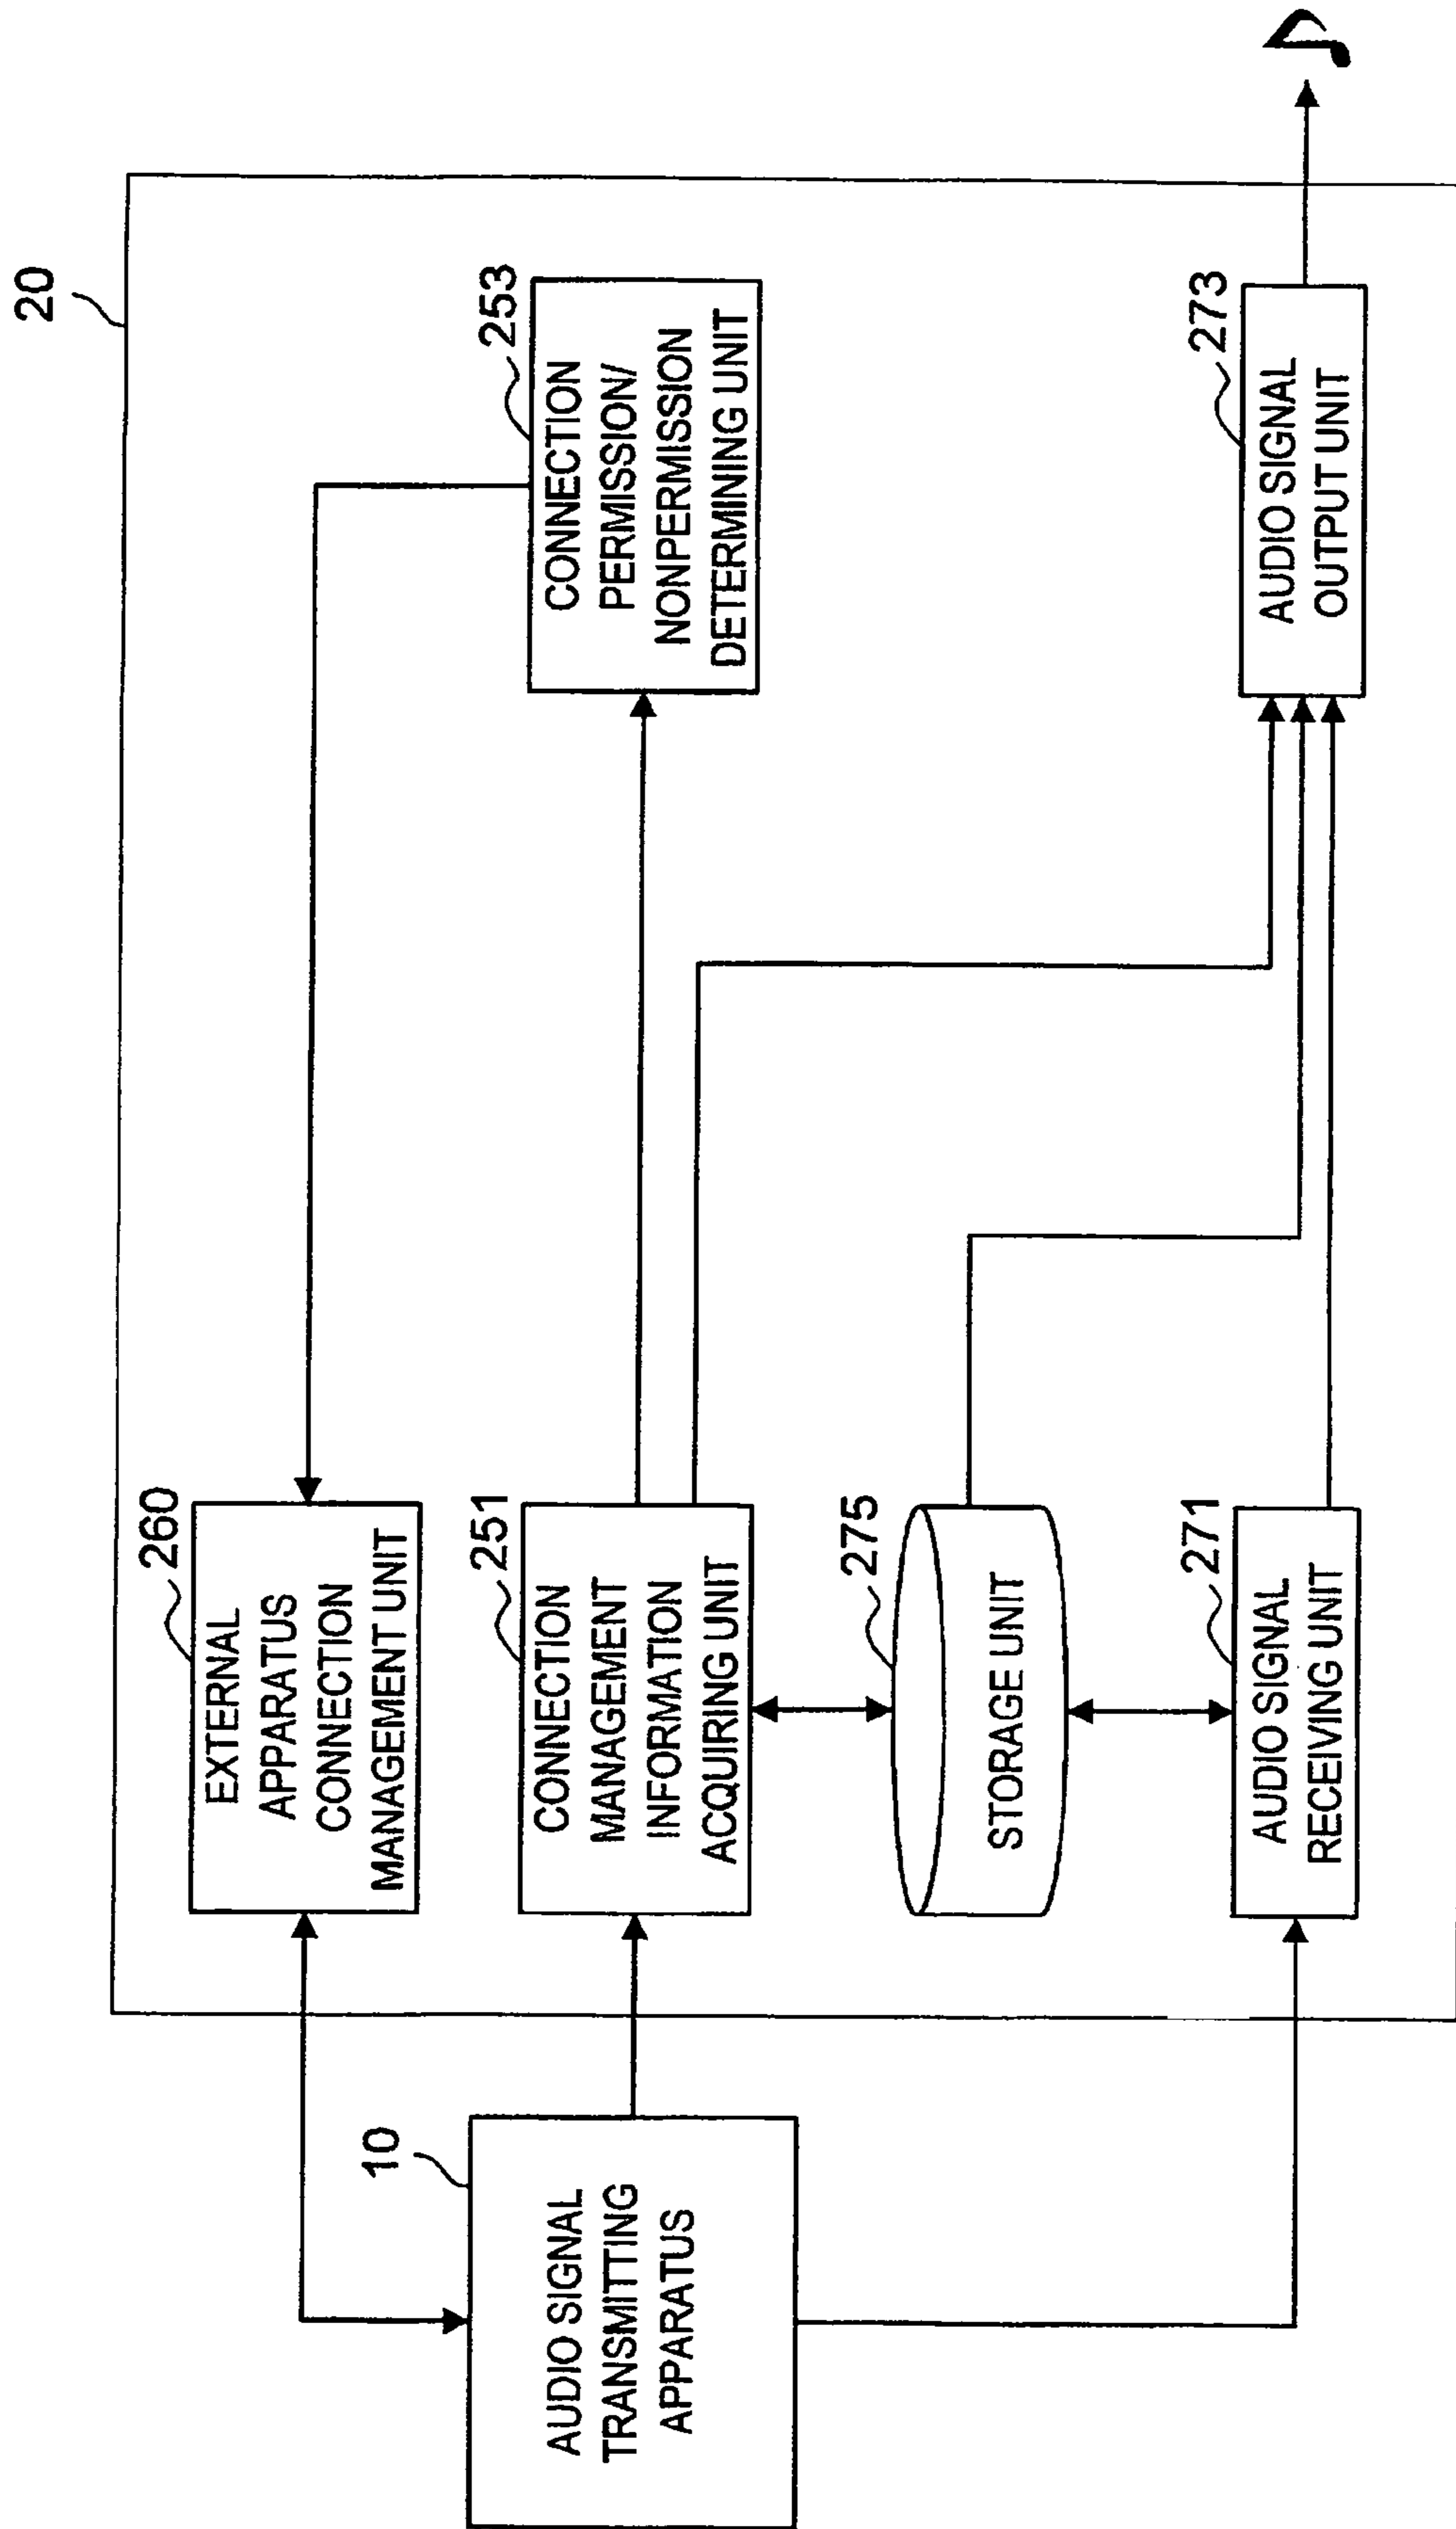 20
260
EXTERNAL
APPARATUS
CONNECTION
MANAGEMENT UNIT
253
CONNECTION
PERMISSION/
NONPERMISSION
DETERMINING UNIT
10
AUDIO SIGNAL
TRANSMITTING
APPARATUS
251
CONNECTION
MANAGEMENT
INFORMATION
ACQUIRING UNIT
275
STORAGE UNIT
271
AUDIO SIGNAL
RECEIVING UNIT
273
AUDIO SIGNAL
OUTPUT UNIT